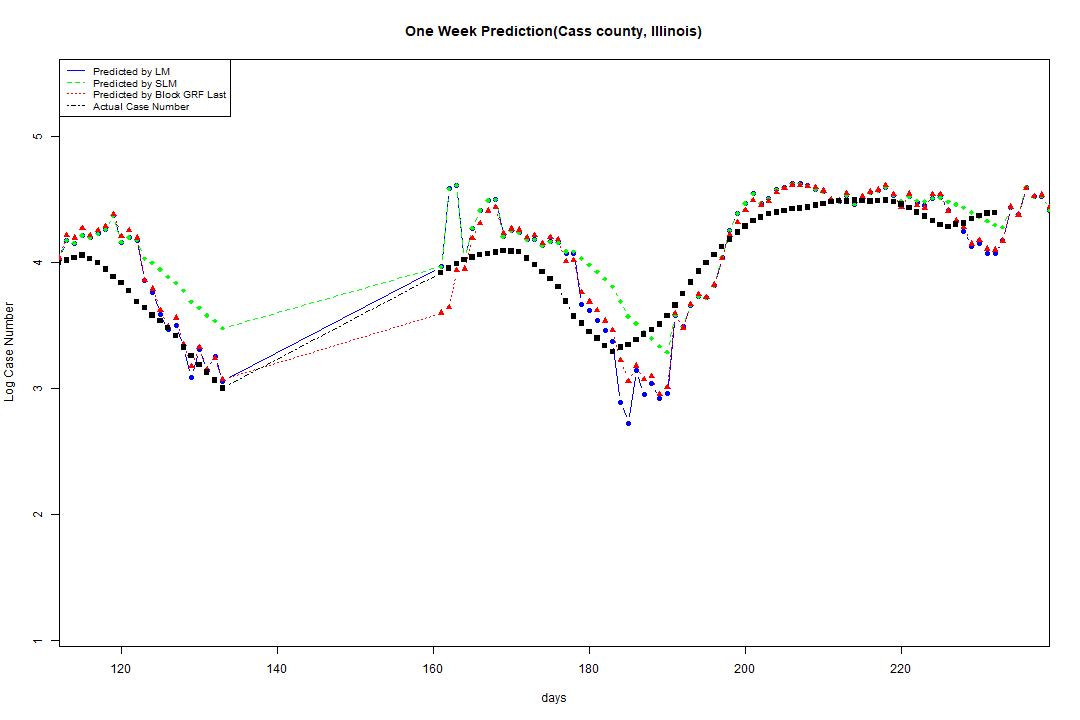 One Week Prediction(Cass county, Illinois)
Predicted by LM
Predicted by SLM
Predicted by Block GRF Last
Actual Case Number
5
4
3
2
1
Log Case Number
120 140 160 180 200 220
days